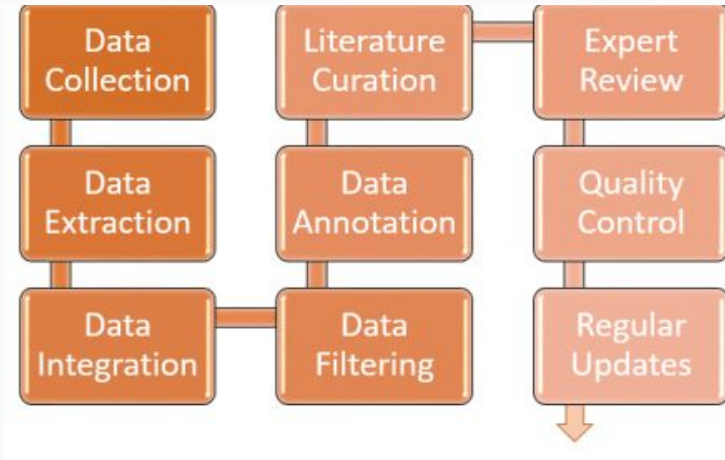 Data
Collection
Data
Extraction
Data
Integration
Data
Filtering
Data
Annotation
Literature
Curation
Expert
Review
Quality
Control
Regular
Updates